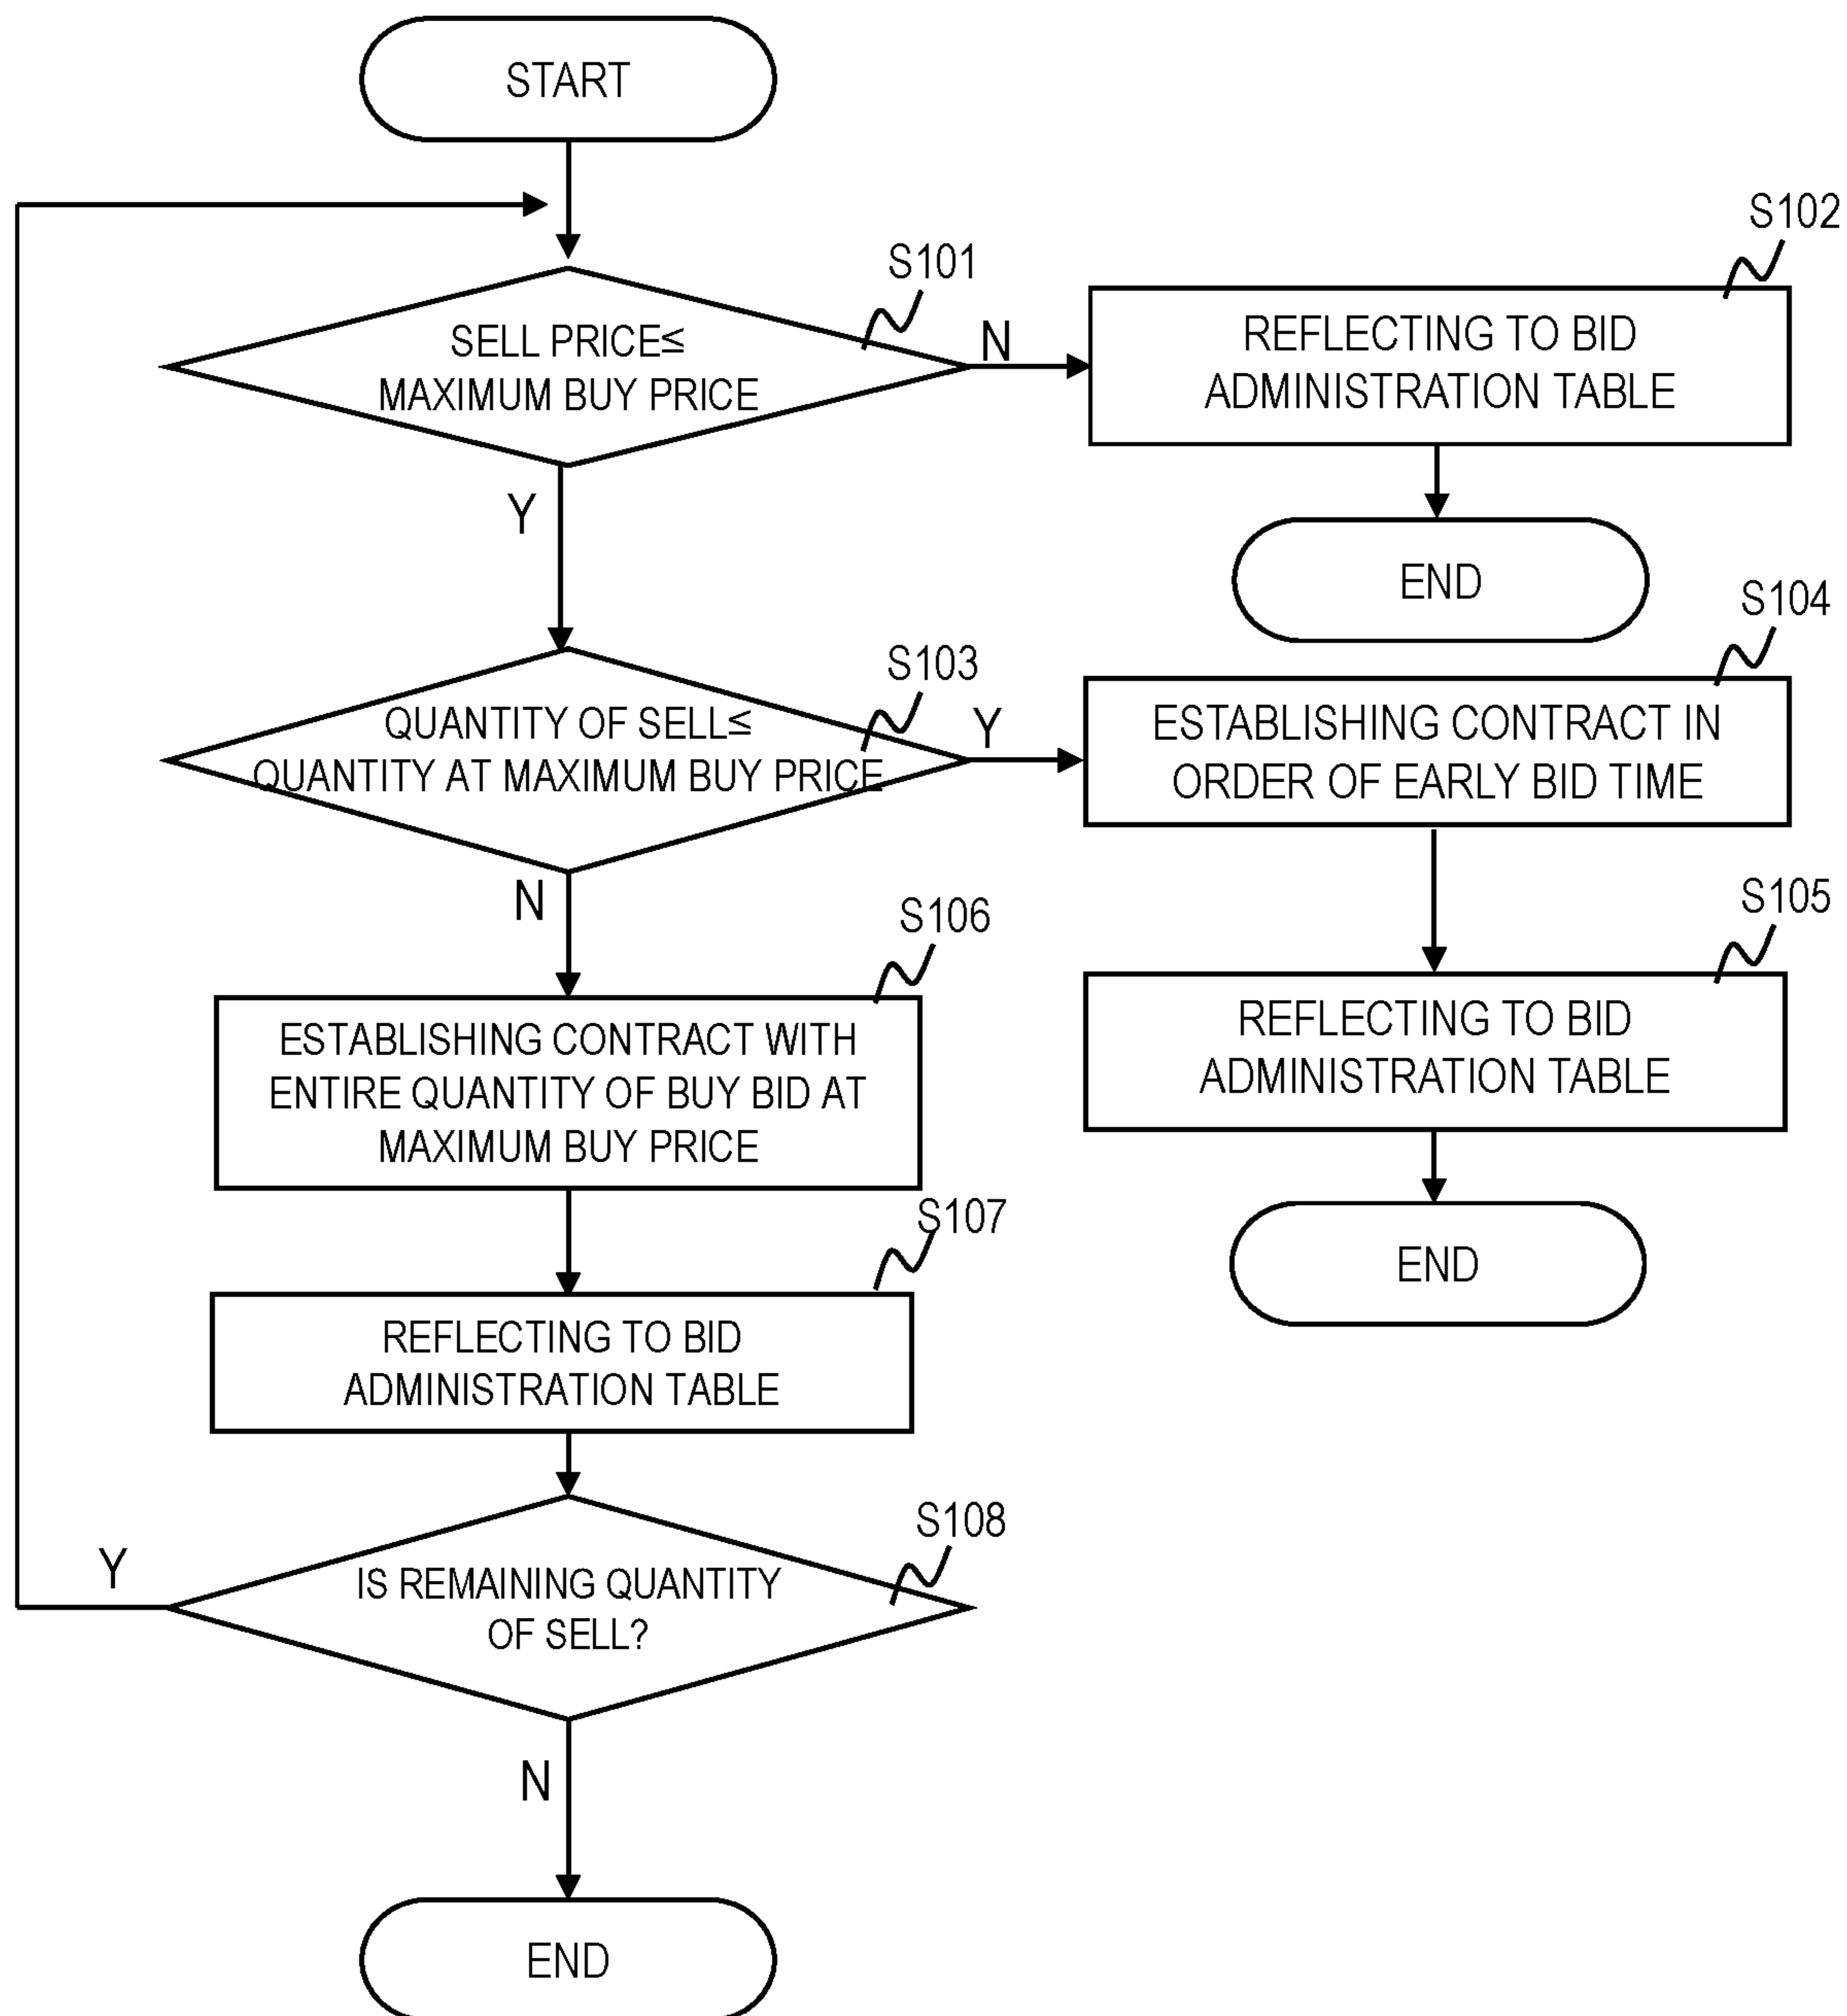 START
S101
SELL PRICE≤
MAXIMUM BUY PRICE
N
S102
REFLECTING TO BID
ADMINISTRATION TABLE
END
Y
S103
QUANTITY OF SELL≤
QUANTITY AT MAXIMUM BUY PRICE
Y
S104
ESTABLISHING CONTRACT IN
ORDER OF EARLY BID TIME
S105
REFLECTING TO BID
ADMINISTRATION TABLE
END
N
S106
ESTABLISHING CONTRACT WITH
ENTIRE QUANTITY OF BUY BID AT
MAXIMUM BUY PRICE
S107
REFLECTING TO BID
ADMINISTRATION TABLE
S108
IS REMAINING QUANTITY
OF SELL?
Y
N
END